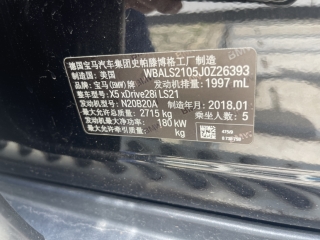 德国宝马汽车集团史帕滕博格工厂制造
制造国：美国 WBALS2105J0Z26393
品牌：宝马(BMW)牌 发动机排量：1997 mL
整车型号：X5 xDrive28i LS21
发动机型号：N20B20A 制造年月：2018.01
最大允许总质量：2715 kg 乘坐人数：5
发动机最大净功率：180 kW